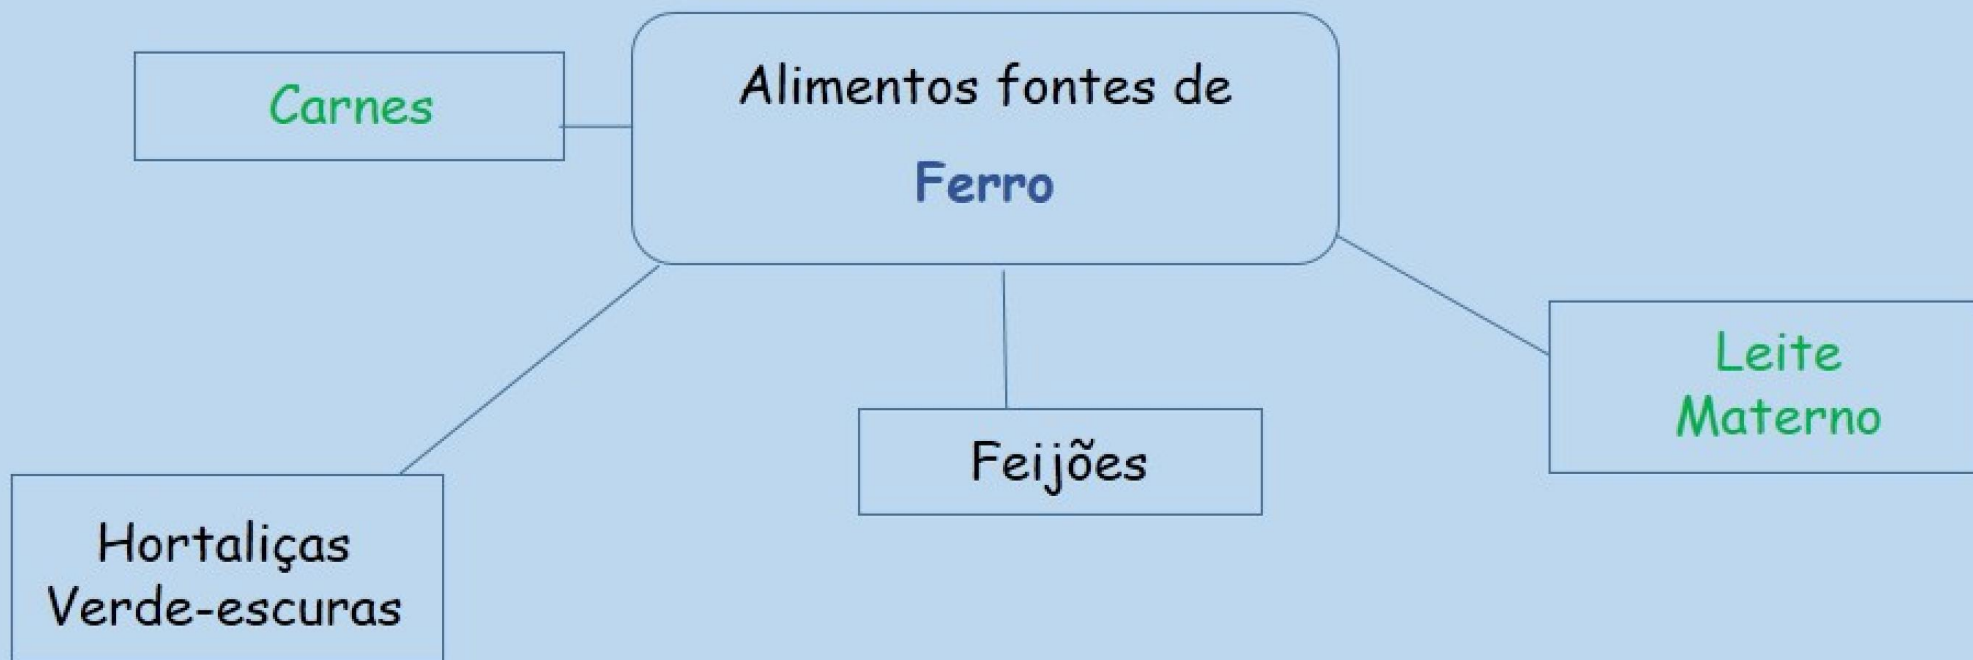 Alimentos fontes de
Ferro
Carnes
Leite
Materno
Feijões
Hortaliças
Verde-escuras